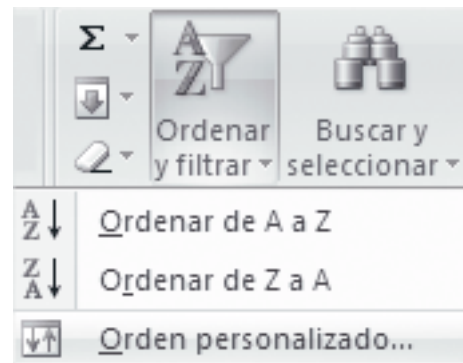 Σ
Ordenar
y filtrar
Buscar y
seleccionar
Ordenar de A a Z
Ordenar de Z a A
Orden personalizado...